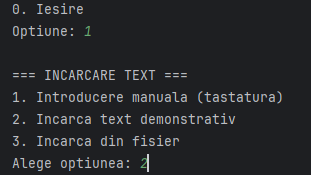 0. Iesire
Optiune: 1
=== INCARCARE TEXT ===
1. Introducere manuala (tastatura)
2. Incarca text demonstrativ
3. Incarca din fisier
Alege optiunea: 2